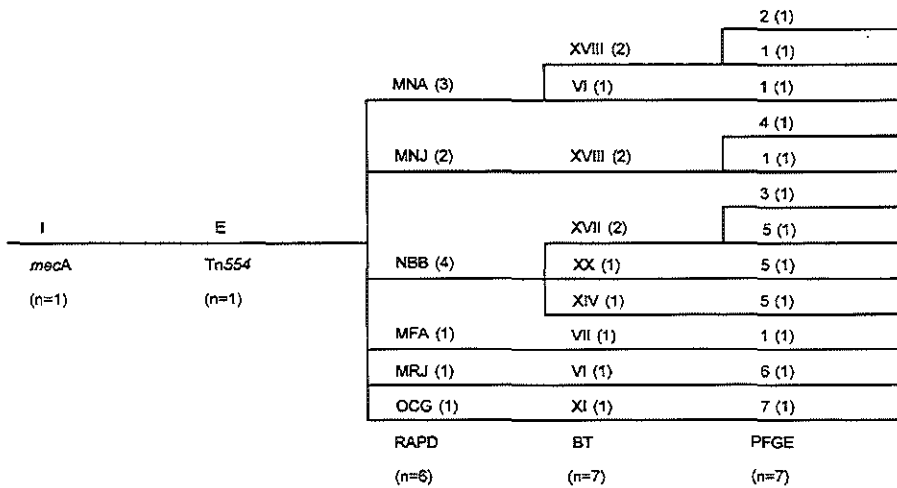 2 (1)
XVIII (2) 1 (1)
MNA (3) VI (1) 1 (1)
4 (1)
MNJ (2) XVIII (2) 1 (1)
3 (1)
I E XVII (2) 5 (1)
mecA Tn554 NBB (4) XX (1) 5 (1)
(n=1) (n=1) XIV (1) 5 (1)
MFA (1) VII (1) 1 (1)
MRJ (1) VI (1) 6 (1)
OCG (1) XI (1) 7 (1)
RAPD BT PFGE
(n=6) (n=7) (n=7)